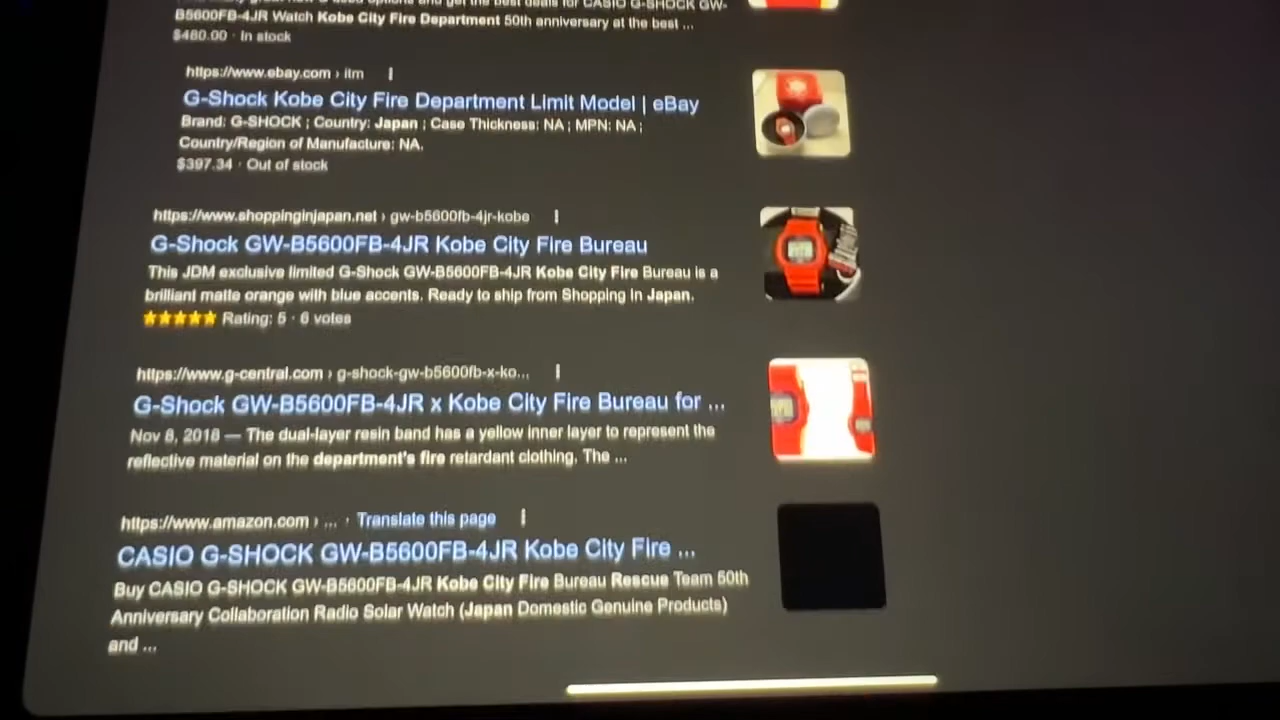 B5600FB-4JR Watch Kobe City Fire Department 50th anniversary at the best ...
$480.00 · In stock
https://www.ebay.com › itm
G-Shock Kobe City Fire Department Limit Model | eBay
Brand: G-SHOCK ; Country: Japan ; Case Thickness: NA ; MPN: NA ;
Country/Region of Manufacture: NA.
$397.34 · Out of stock
https://www.shoppinginjapan.net › gw-b5600fb-4jr-kobe
G-Shock GW-B5600FB-4JR Kobe City Fire Bureau
This JDM exclusive limited G-Shock GW-B5600FB-4JR Kobe City Fire Bureau is a
brilliant matte orange with blue accents. Ready to ship from Shopping In Japan.
Rating: 5 · 6 votes
https://www.g-central.com › g-shock-gw-b5600fb-x-ko...
G-Shock GW-B5600FB-4JR x Kobe City Fire Bureau for ...
Nov 8, 2018 — The dual-layer resin band has a yellow inner layer to represent the
reflective material on the department's fire retardant clothing. The ...
https://www.amazon.com › ... · Translate this page
CASIO G-SHOCK GW-B5600FB-4JR Kobe City Fire ...
Buy CASIO G-SHOCK GW-B5600FB-4JR Kobe City Fire Bureau Rescue Team 50th
Anniversary Collaboration Radio Solar Watch (Japan Domestic Genuine Products)
and ...